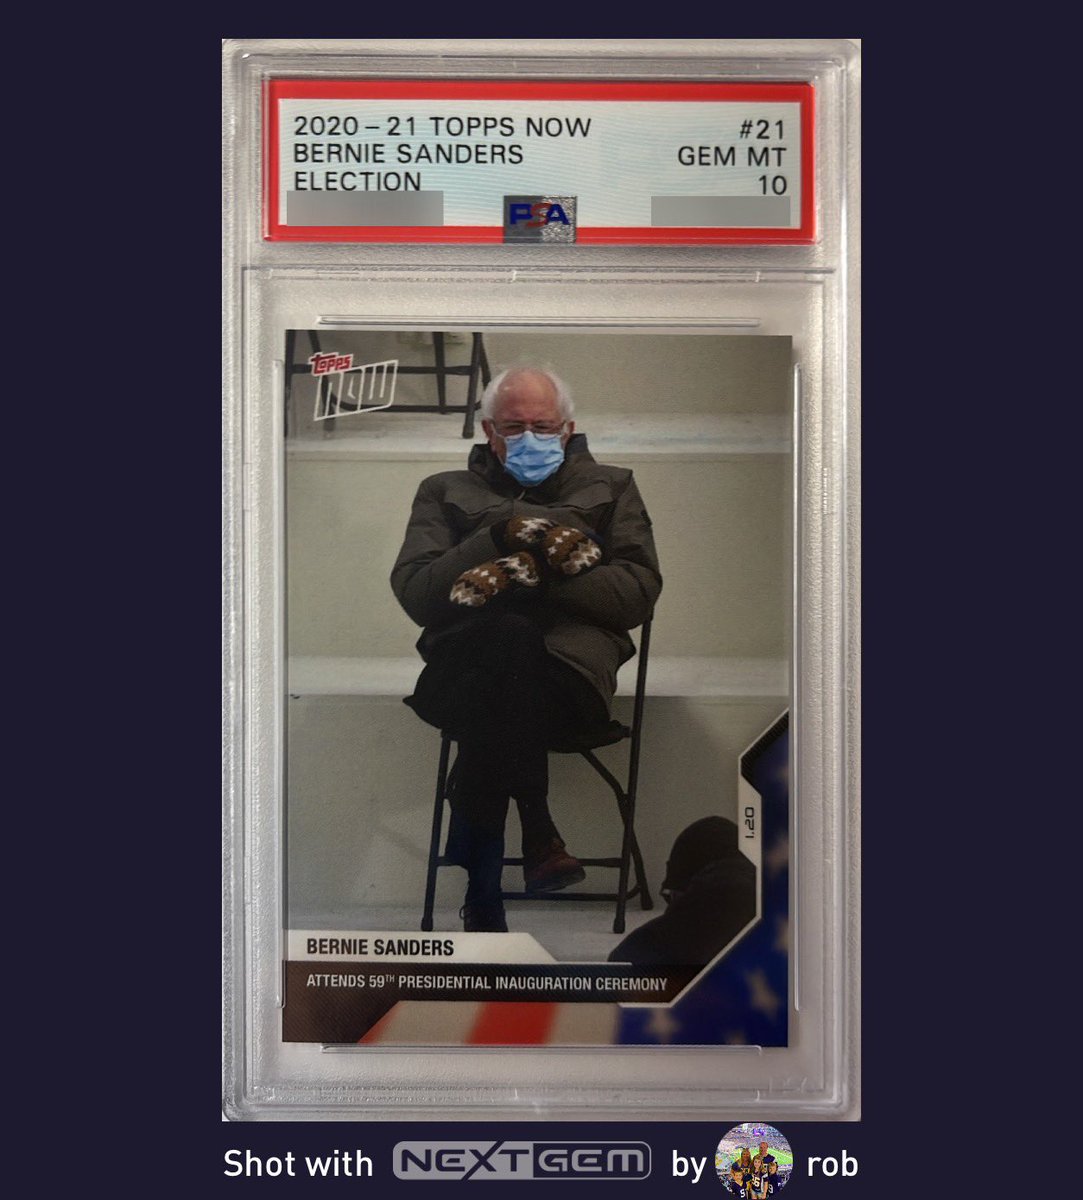 2020-21 TOPPS NOW #21
BERNIE SANDERS GEM MT
ELECTION 10
PSA
TOPPS
NOW
1.20
BERNIE SANDERS
ATTENDS 59TH PRESIDENTIAL INAUGURATION CEREMONY
Shot with NEXTGEM by rob